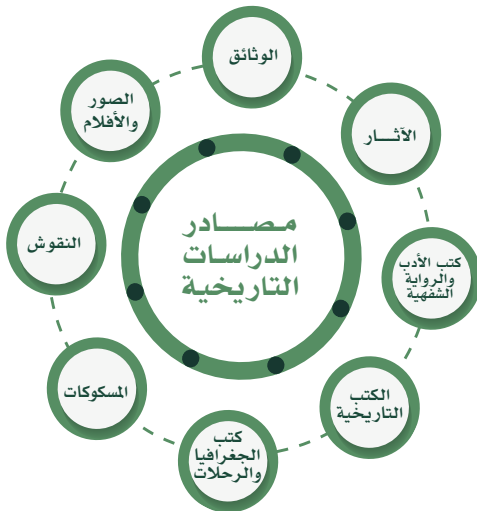 مصادر
الدراسات
التاريخية
الوثائق
الآثار
كتب الأدب
والرواية
الشفهية
الكتب
التاريخية
كتب
الجغرافيا
والرحلات
المسكوكات
النقوش
الصور
والأفلام